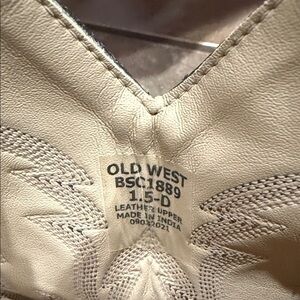 OLD WEST
BSC1889
1.5-D
LEATHER UPPER
MADE IN INDIA
09032021